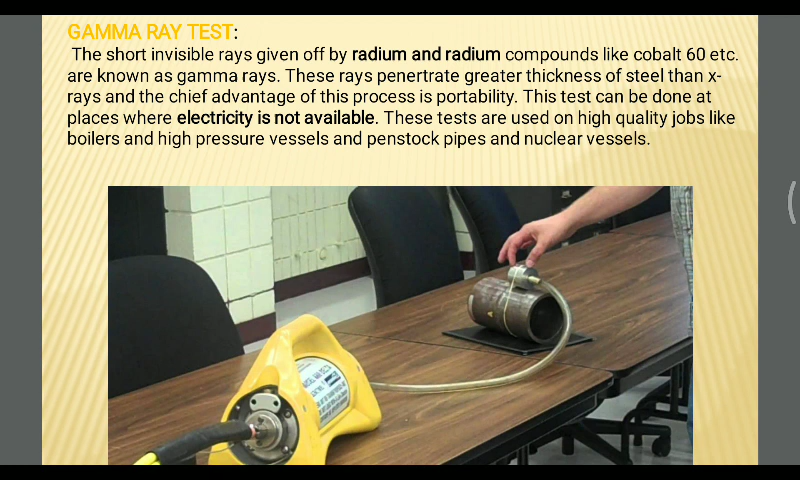 GAMMA RAY TEST:
The short invisible rays given off by radium and radium compounds like cobalt 60 etc.
are known as gamma rays. These rays penertrate greater thickness of steel than x-
rays and the chief advantage of this process is portability. This test can be done at
places where electricity is not available. These tests are used on high quality jobs like
boilers and high pressure vessels and penstock pipes and nuclear vessels.
A